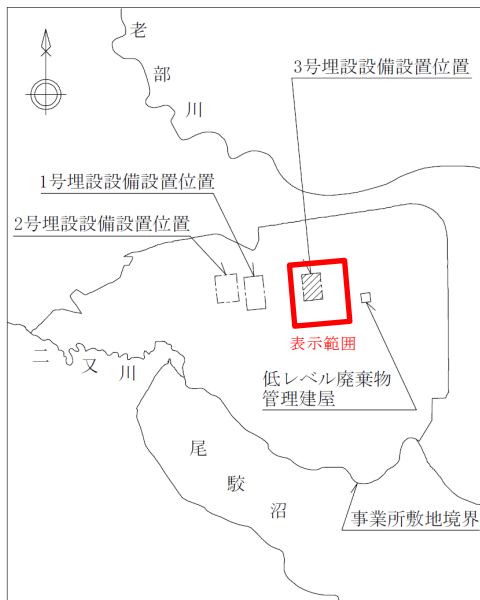 老部川
3号埋設設備設置位置
1号埋設設備設置位置
2号埋設設備設置位置
表示範囲
二又川
低レベル廃棄物
管理建屋
尾駮沼
事業所敷地境界